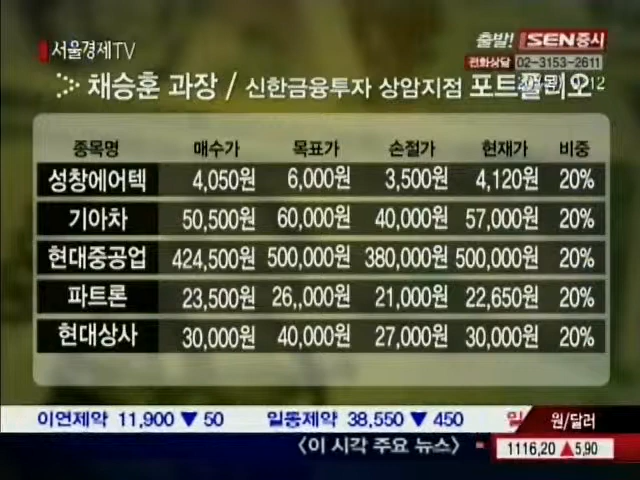 서울경제TV
출발! SEN증시
전화상담 02-3153-2611
채승훈 과장 / 신한금융투자 상암지점 포트폴리오
종목명 매수가 목표가 손절가 현재가 비중
성창에어텍 4,050원 6,000원 3,500원 4,120원 20%
기아차 50,500원 60,000원 40,000원 57,000원 20%
현대중공업 424,500원 500,000원 380,000원 500,000원 20%
파트론 23,500원 26,,000원 21,000원 22,650원 20%
현대상사 30,000원 40,000원 27,000원 30,000원 20%
이연제약 11,900 ▼ 50 일동제약 38,550 ▼ 450 원/달러
<이 시각 주요 뉴스> 1116,20 ▲5,90